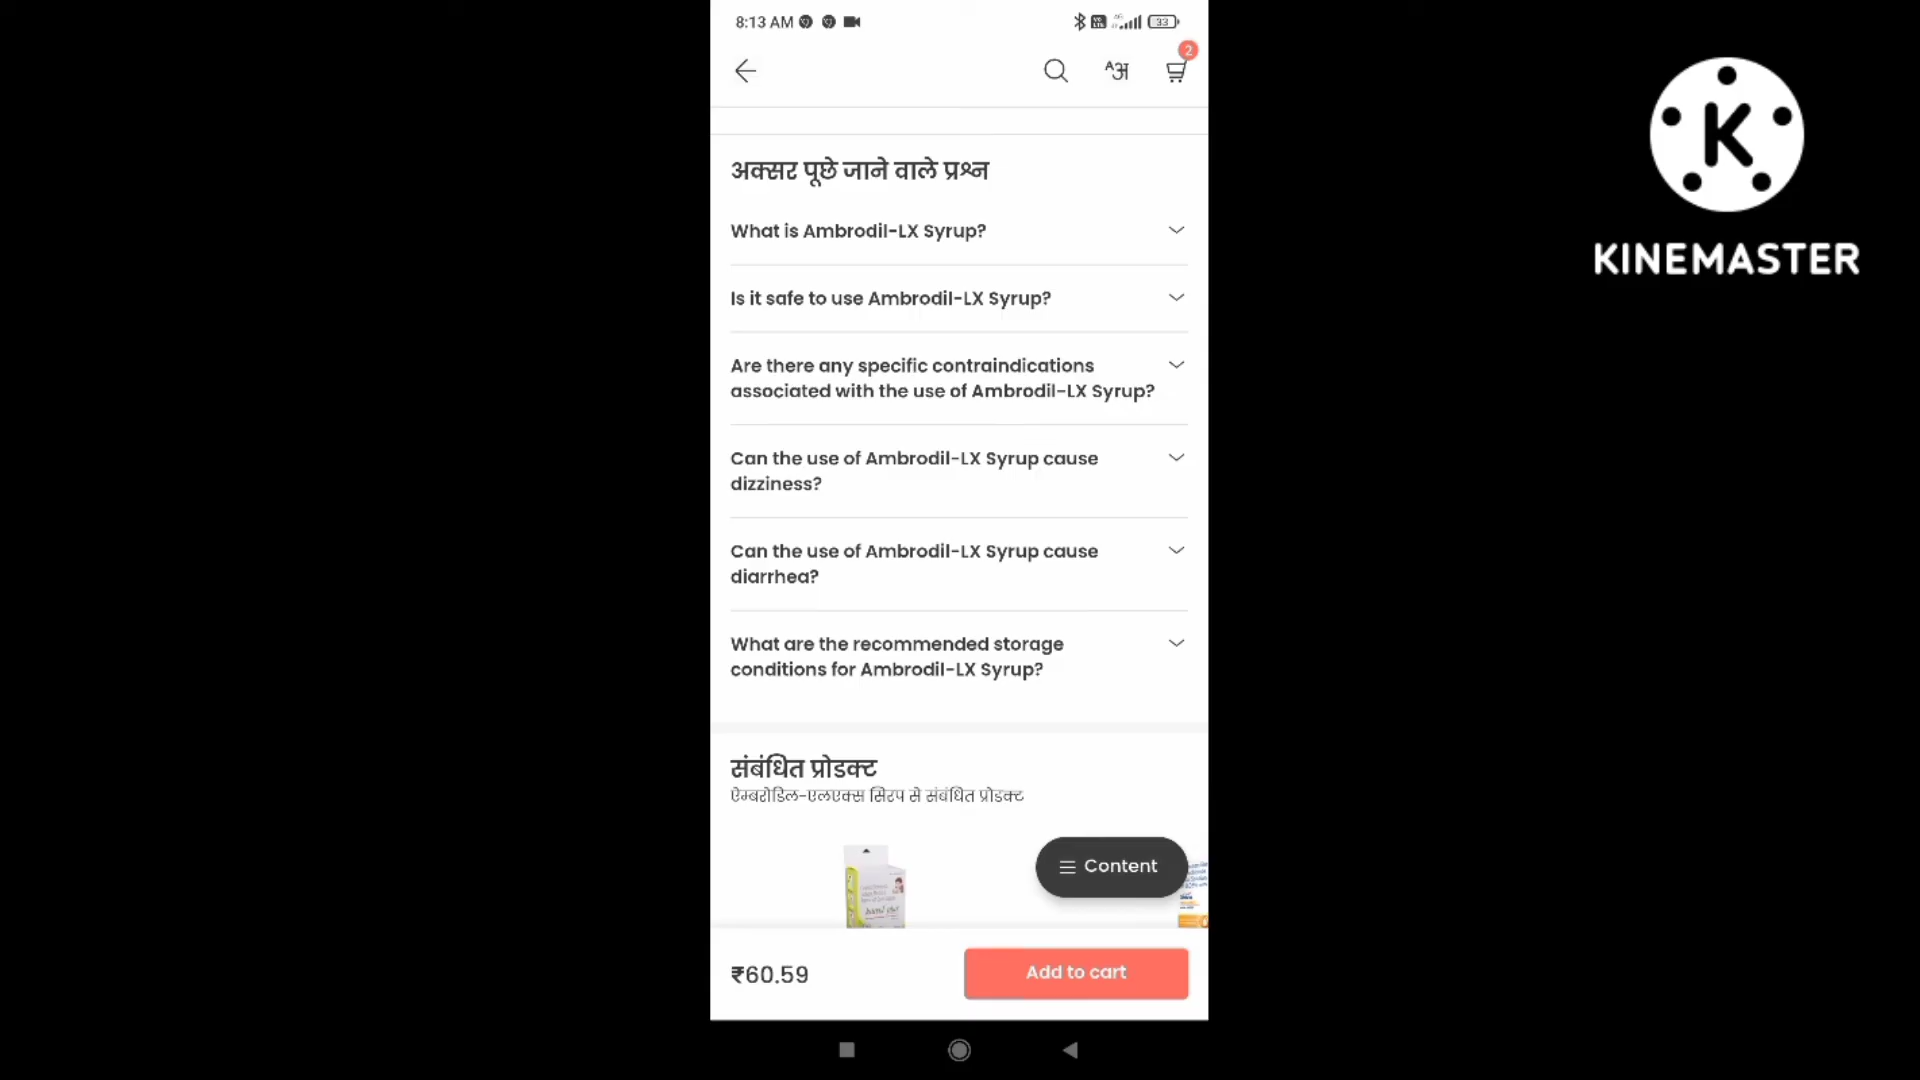 8:13 AM
33
2
A अ
अक्सर पूछे जाने वाले प्रश्न
What is Ambrodil-LX Syrup?
Is it safe to use Ambrodil-LX Syrup?
Are there any specific contraindications
associated with the use of Ambrodil-LX Syrup?
Can the use of Ambrodil-LX Syrup cause
dizziness?
Can the use of Ambrodil-LX Syrup cause
diarrhea?
What are the recommended storage
conditions for Ambrodil-LX Syrup?
संबंधित प्रोडक्ट
ऐम्बरोडिल-एलएक्स सिरप से संबंधित प्रोडक्ट
Content
₹60.59
Add to cart
K
KINEMASTER